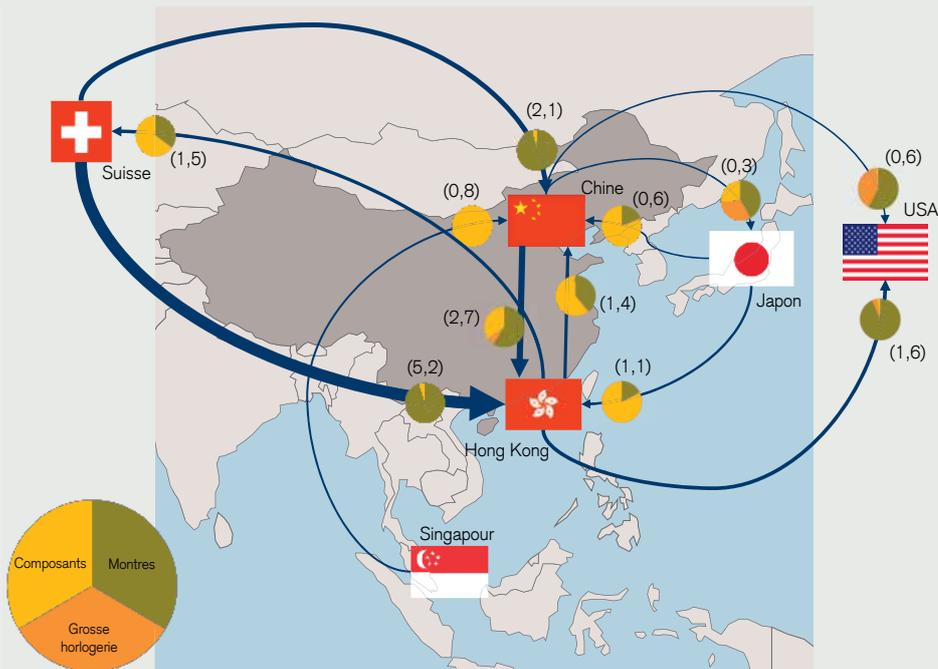 (2,1)
Suisse
(1,5)
(0,8)
Chine
(0,6)
(0,3)
(0,6)
USA
Japon
(2,7)
(1,4)
(1,6)
(5,2)
(1,1)
Hong Kong
Singapour
Composants
Montres
Grosse
horlogerie